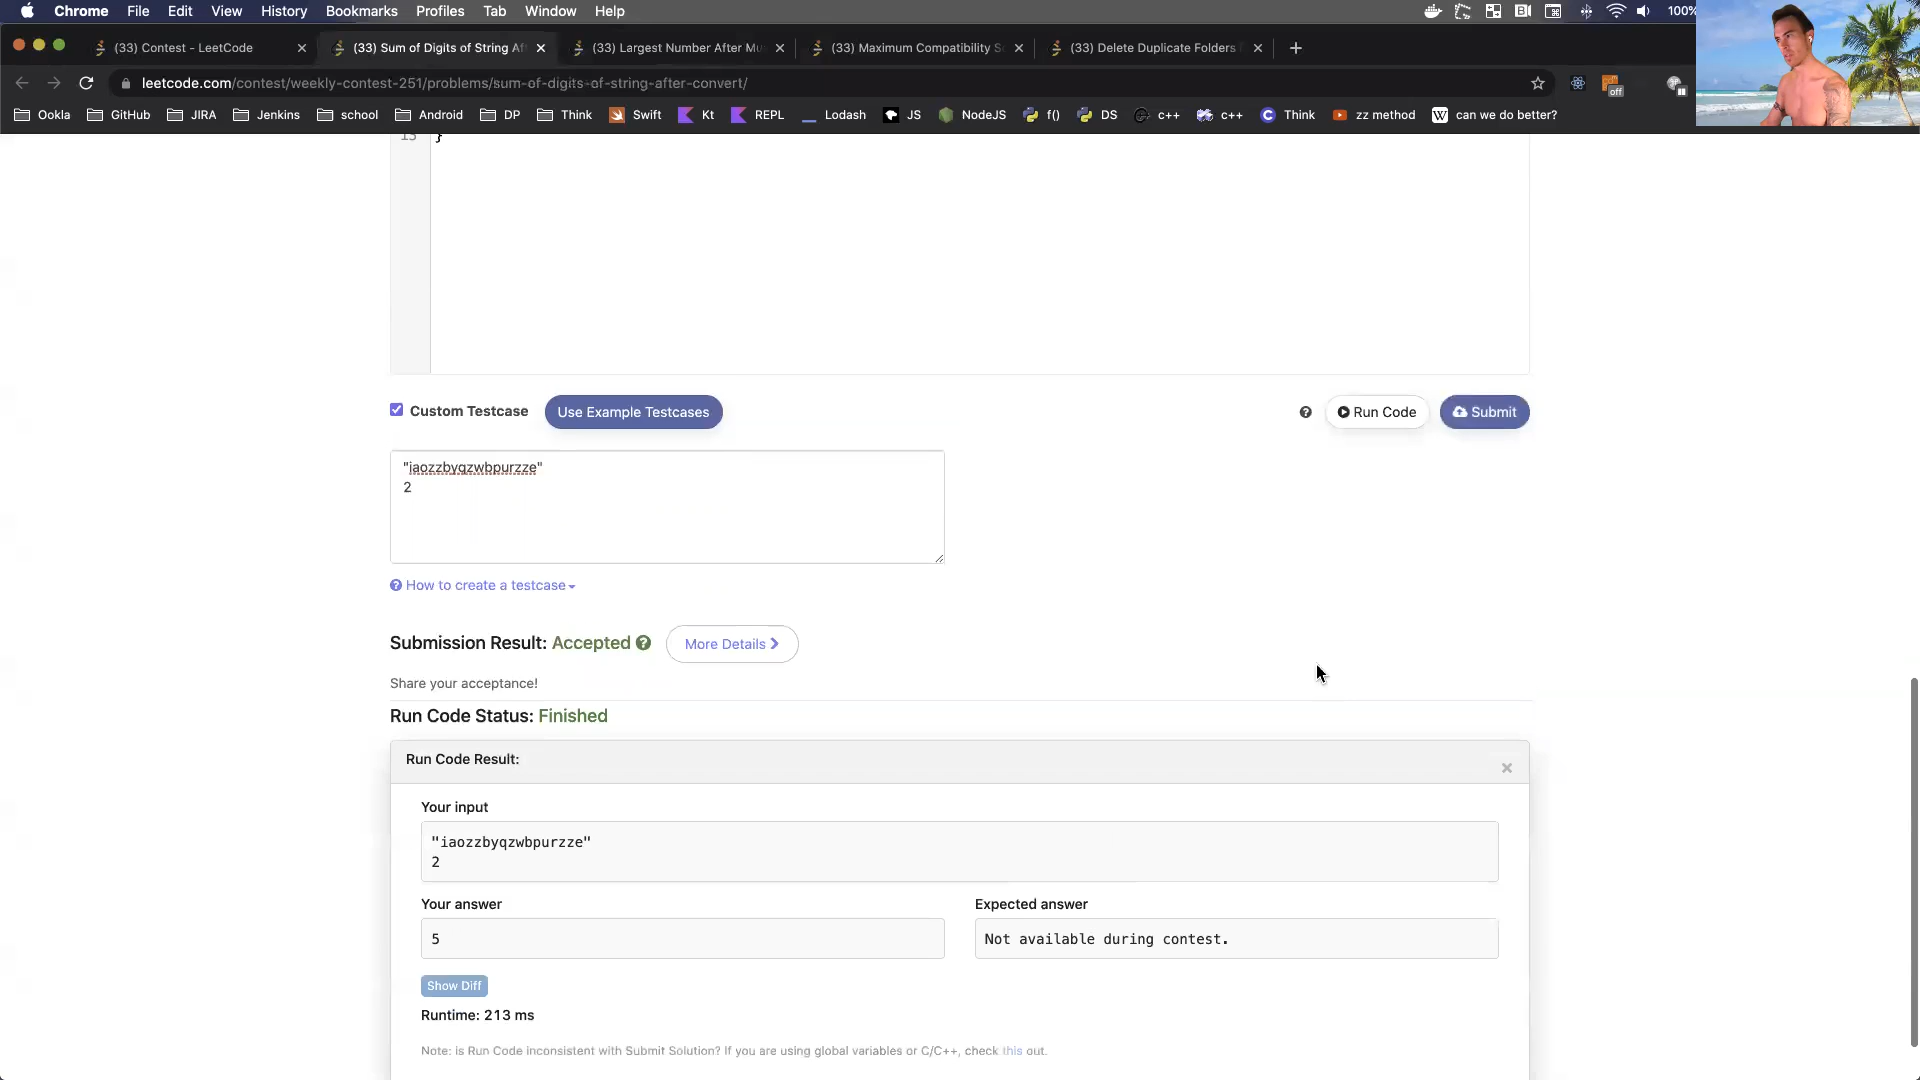 Chrome File Edit View History Bookmarks Profiles Tab Window Help 100%
(33) Contest - LeetCode (33) Sum of Digits of String Af (33) Largest Number After Mu (33) Maximum Compatibility S (33) Delete Duplicate Folders
leetcode.com/contest/weekly-contest-251/problems/sum-of-digits-of-string-after-convert/ off
Ookla GitHub JIRA Jenkins school Android DP Think Swift Kt REPL Lodash JS NodeJS f() DS c++ c++ Think zz method can we do better?
15 }
Custom Testcase Use Example Testcases Run Code Submit
"iaozzbyqzwbpurzze"
2
How to create a testcase
Submission Result: Accepted More Details
Share your acceptance!
Run Code Status: Finished
Run Code Result:
Your input
"iaozzbyqzwbpurzze"
2
Your answer Expected answer
5 Not available during contest.
Show Diff
Runtime: 213 ms
Note: is Run Code inconsistent with Submit Solution? If you are using global variables or C/C++, check this out.